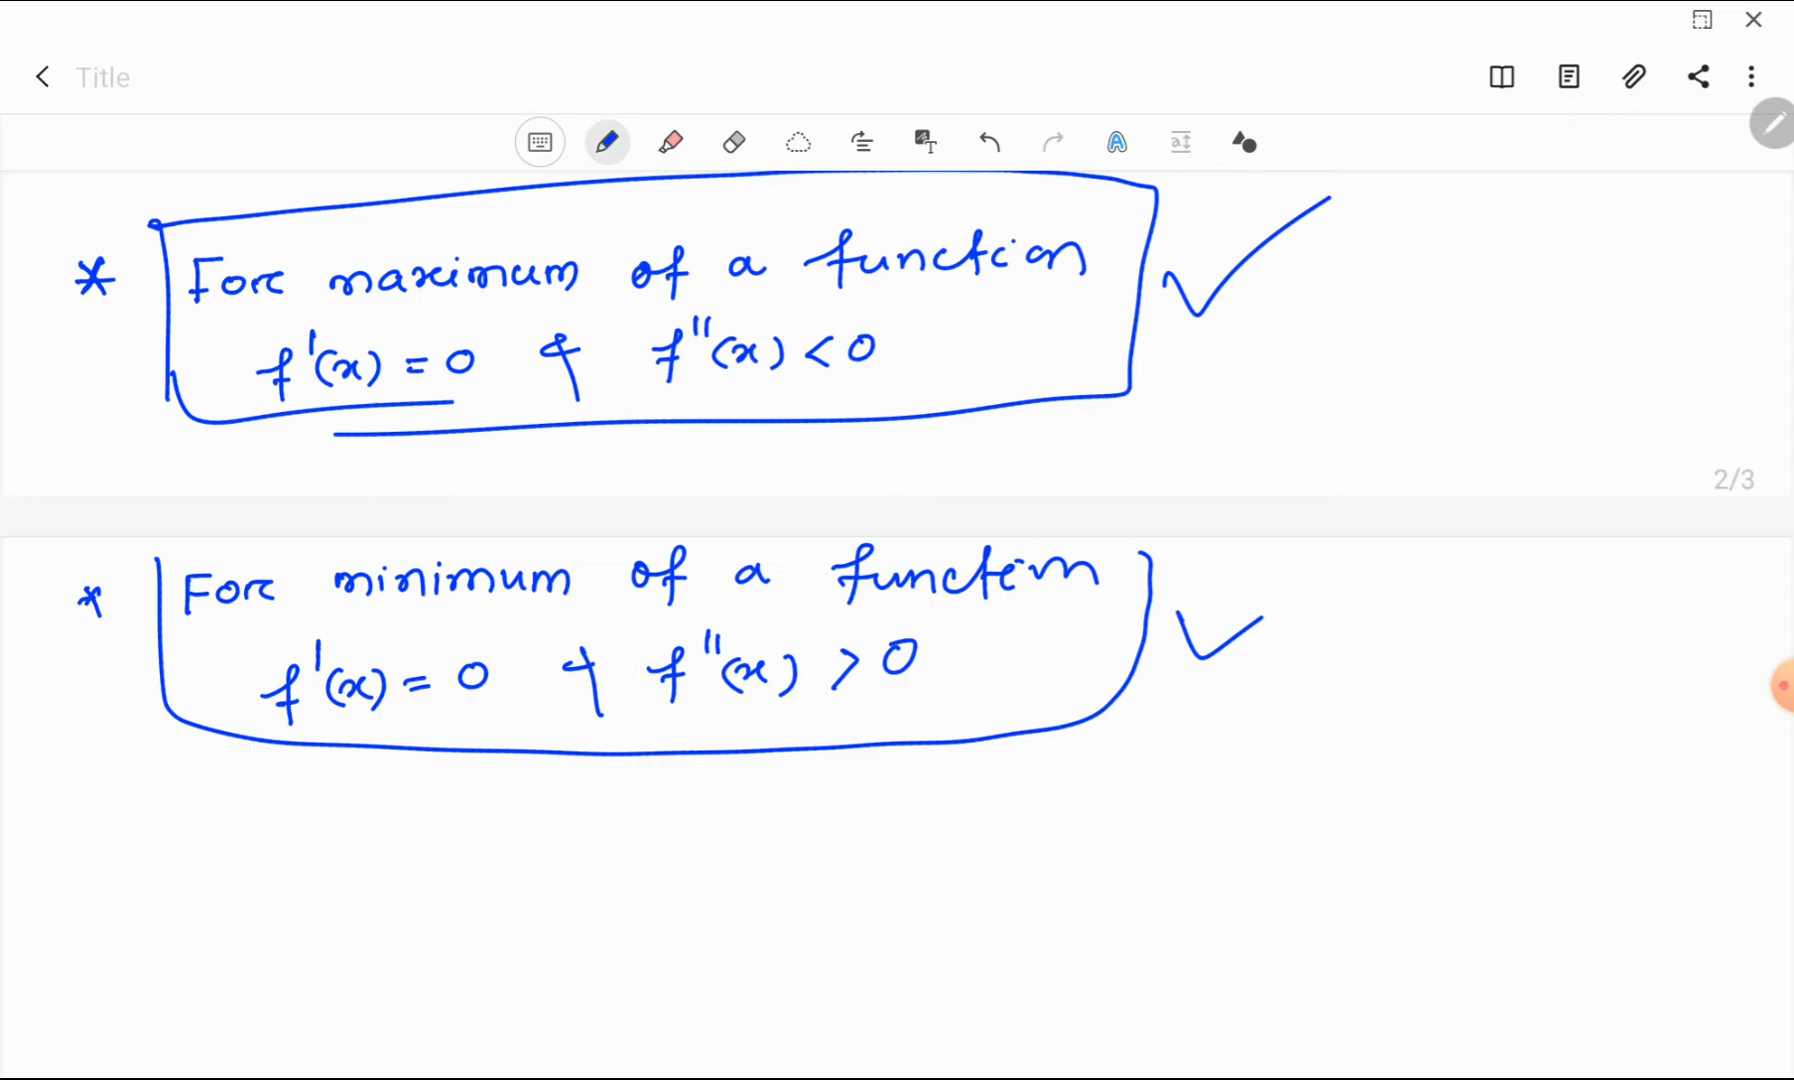 Title
* For maximum of a function
f'(x) = 0 & f''(x) < 0
2/3
* For minimum of a function
f'(x) = 0 & f''(x) > 0